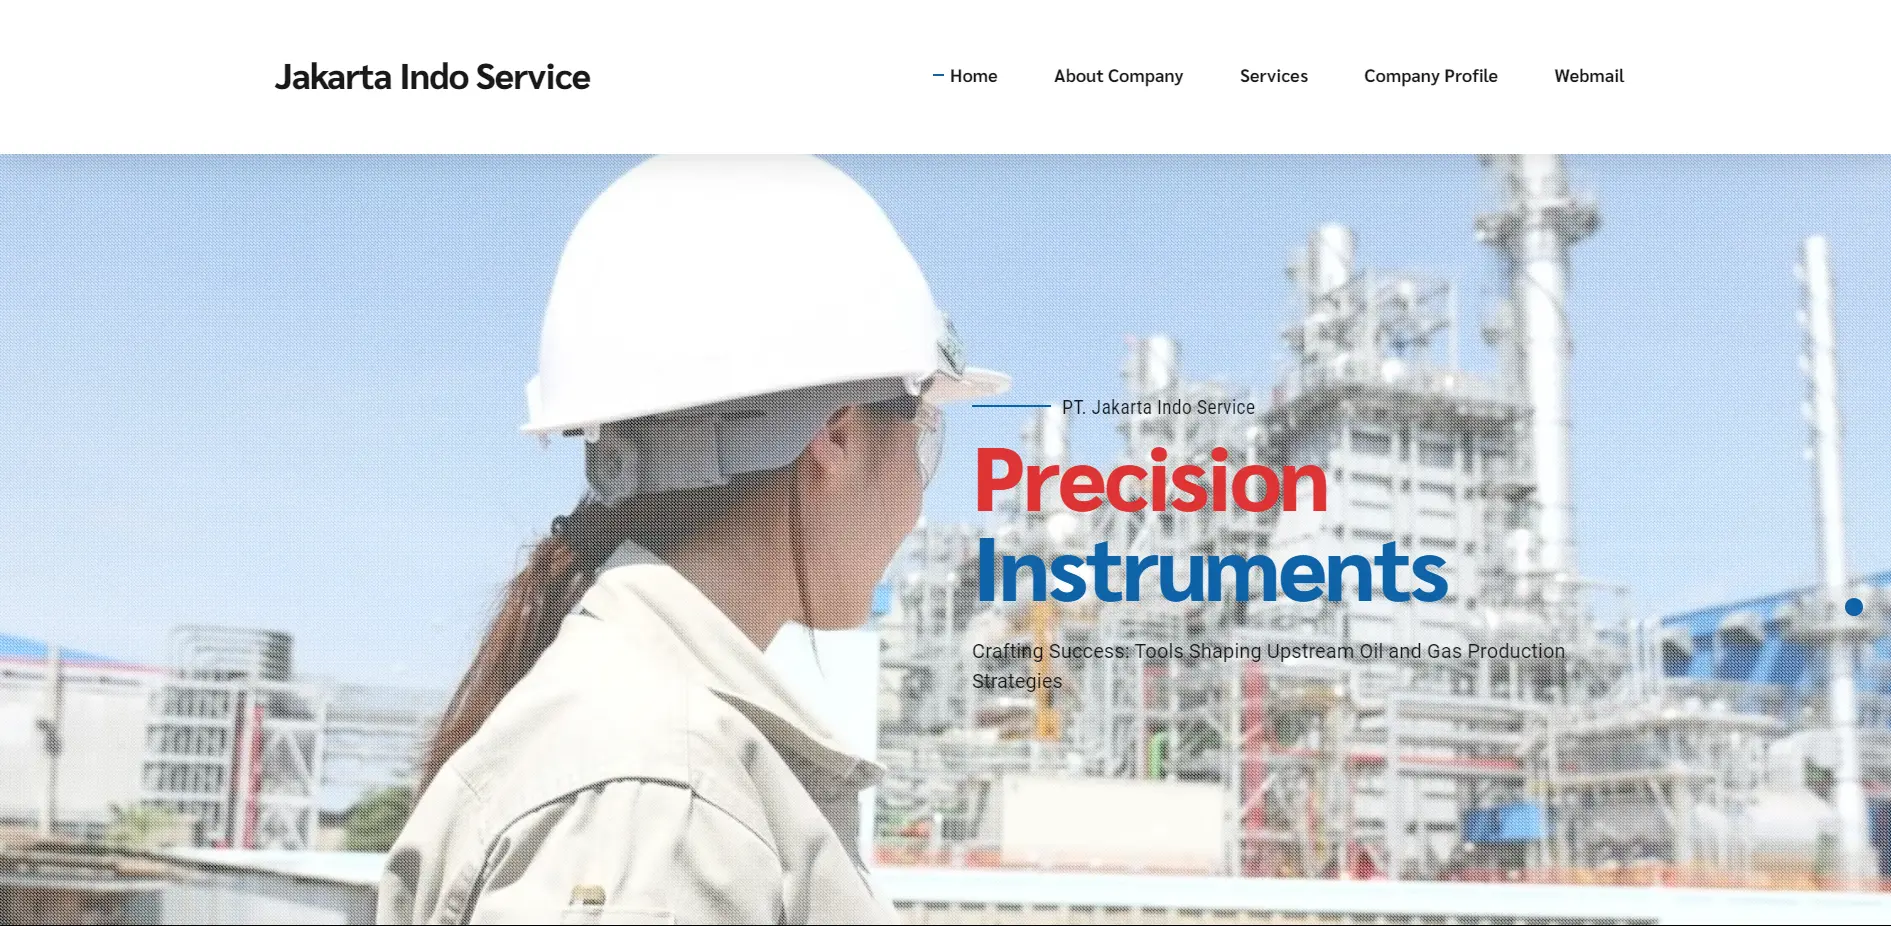 Jakarta Indo Service
Home About Company Services Company Profile Webmail
PT. Jakarta Indo Service
Precision
Instruments
Crafting Success: Tools Shaping Upstream Oil and Gas Production
Strategies